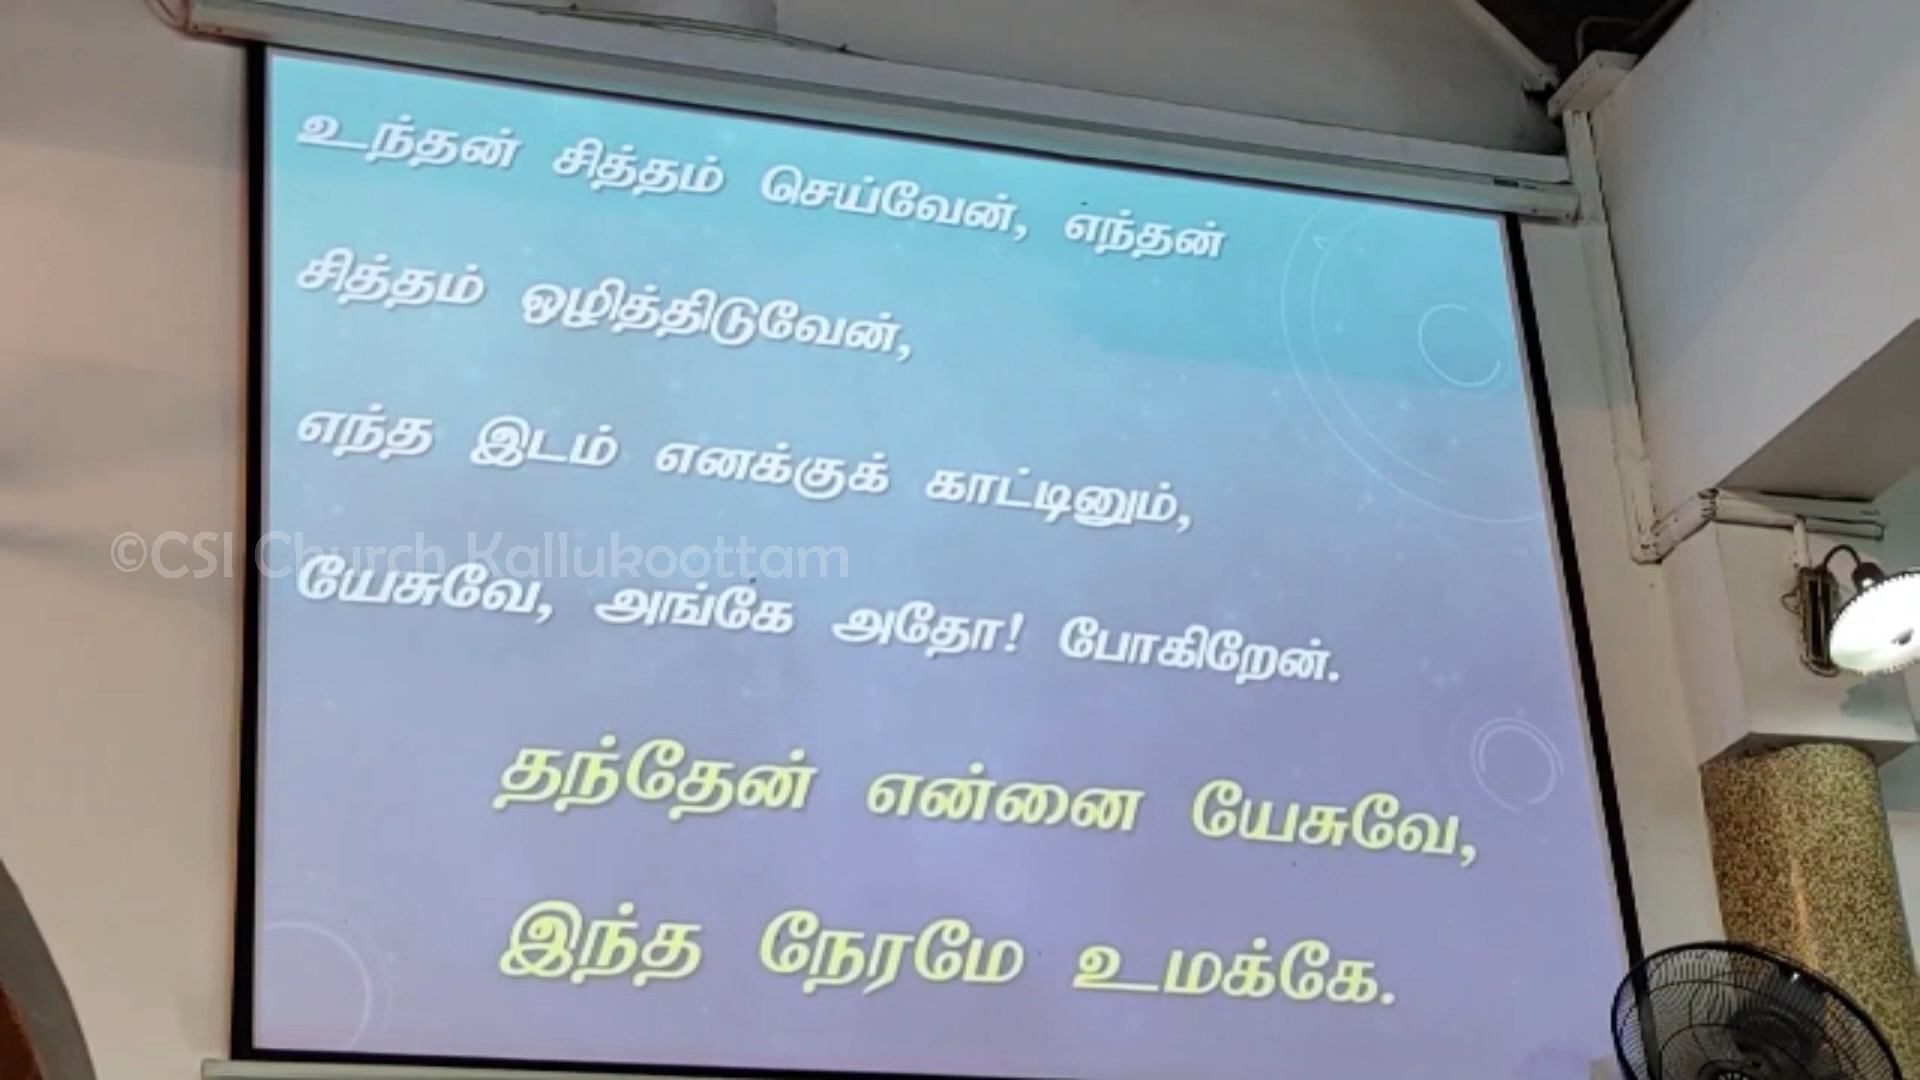 உந்தன் சித்தம் செய்வேன், எந்தன்
சித்தம் ஒழித்திடுவேன்,
எந்த இடம் எனக்குக் காட்டினும்,
©CSI Church Kallukoottam
யேசுவே, அங்கே அதோ! போகிறேன்.
தந்தேன் என்னை யேசுவே,
இந்த நேரமே உமக்கே.